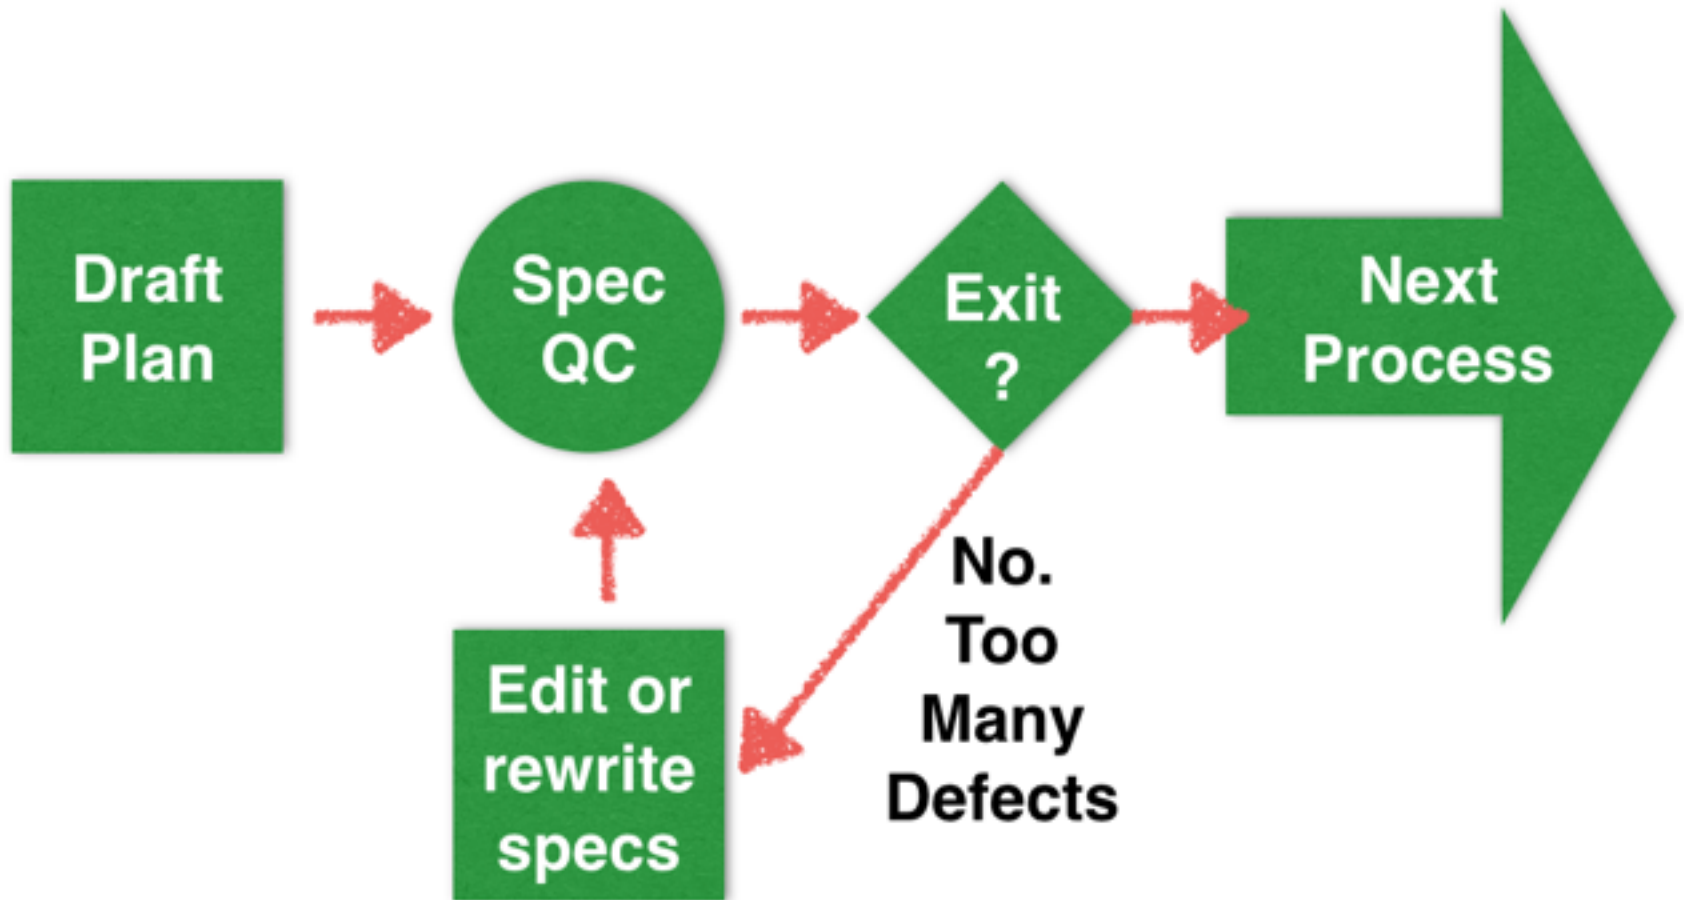 Draft
Plan
Spec
QC
Exit
?
Next
Process
No.
Too
Many
Defects
Edit or
rewrite
specs